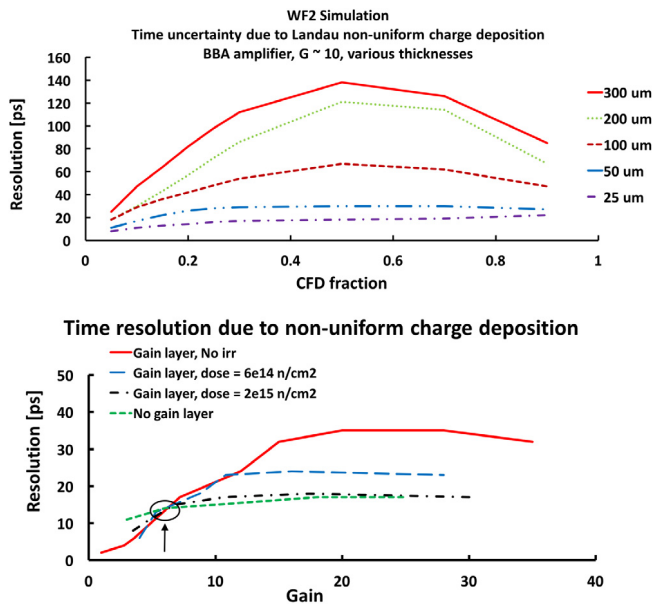 WF2 Simulation
Time uncertainty due to Landau non-uniform charge deposition
BBA amplifier, G ~ 10, various thicknesses
Resolution [ps]
160
140
120
100
80
60
40
20
0
0
0.2
0.4
0.6
0.8
1
CFD fraction
300 um
200 um
100 um
50 um
25 um
Time resolution due to non-uniform charge deposition
Gain layer, No irr
Gain layer, dose = 6e14 n/cm2
Gain layer, dose = 2e15 n/cm2
No gain layer
Resolution [ps]
50
40
30
20
10
0
0
10
20
30
40
Gain